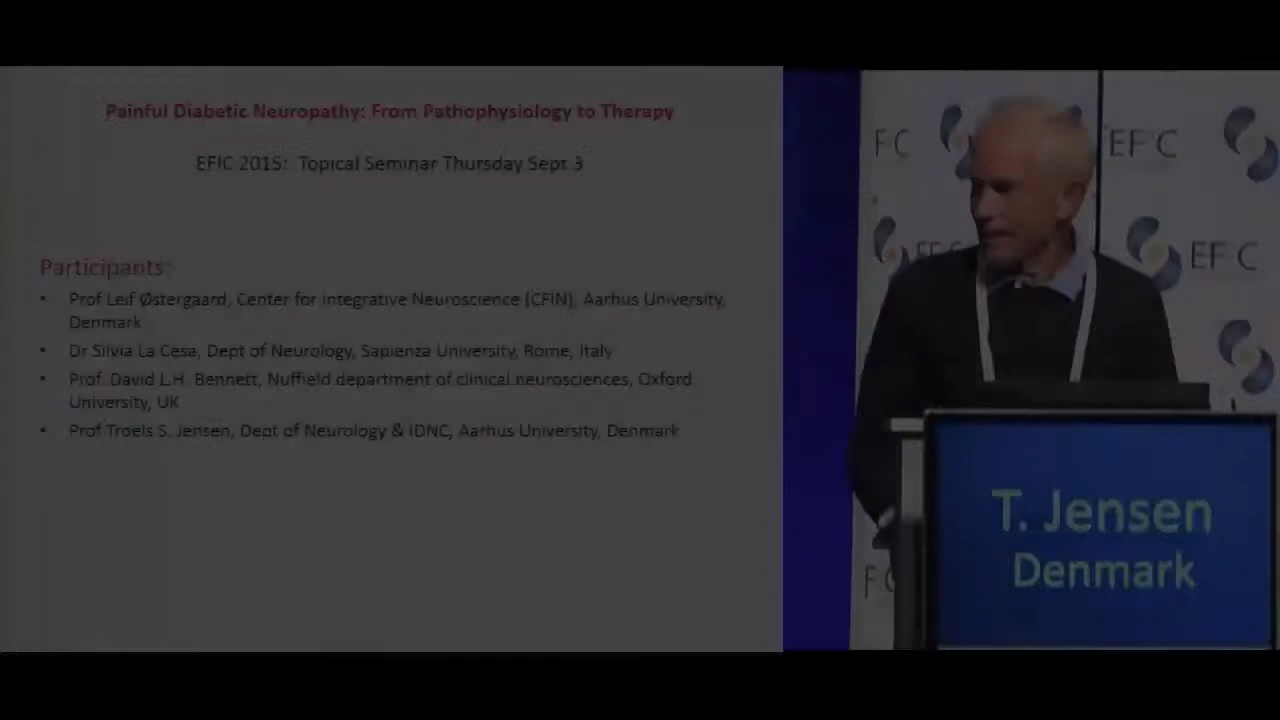 Painful Diabetic Neuropathy: From Pathophysiology to Therapy
EFIC 2015: Topical Seminar Thursday Sept 3
Participants:
• Prof Leif Østergaard, Center for Integrative Neuroscience (CFIN), Aarhus University,
Denmark
• Dr Silvia La Cesa, Dept of Neurology, Sapienza University, Rome, Italy
• Prof. David L.H. Bennett, Nuffield department of clinical neurosciences, Oxford
University, UK
• Prof Troels S. Jensen, Dept of Neurology & IDNC, Aarhus University, Denmark
F C
EF C
EF C
EF C
T. Jensen
Denmark
F C